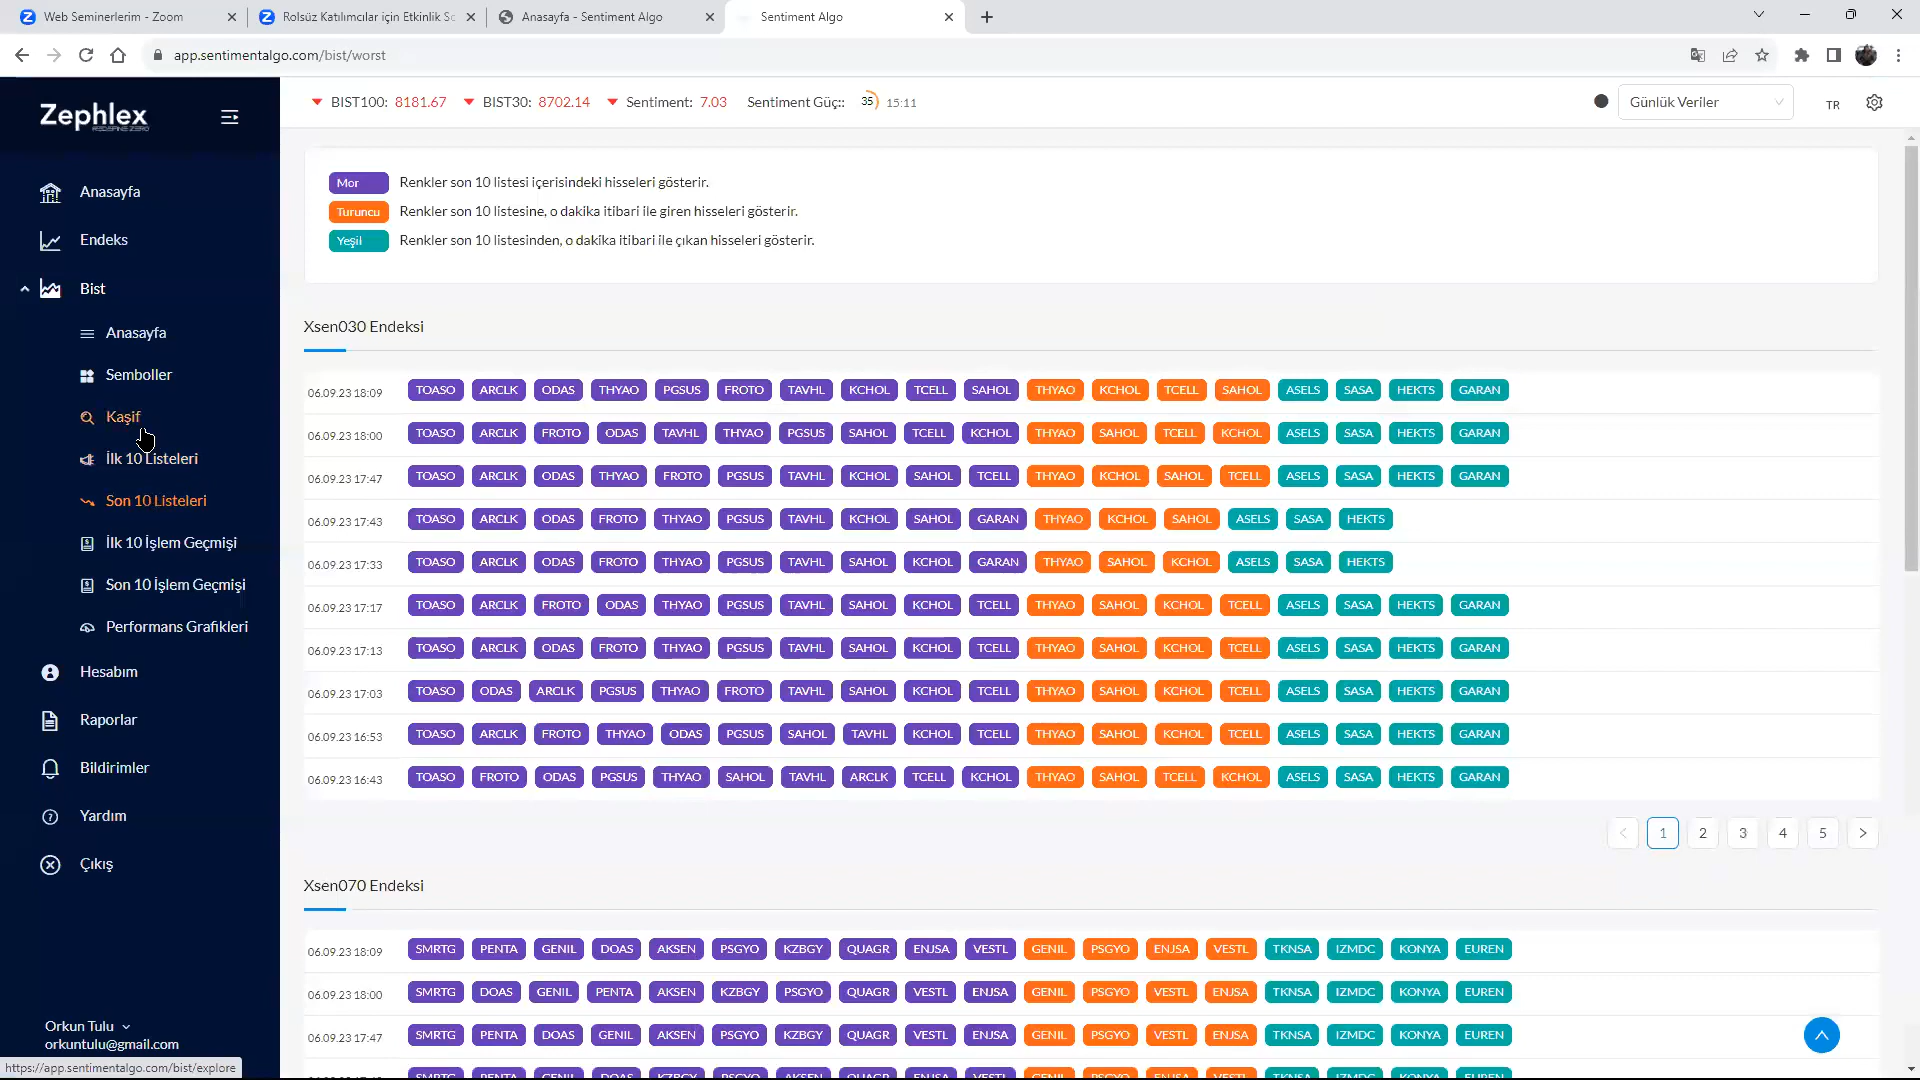 Web Seminerlerim - Zoom
Rolsüz Katılımcılar için Etkinlik Sc
Anasayfa - Sentiment Algo
Sentiment Algo
app.sentimentalgo.com/bist/worst
Zephlex
BIST100: 8181.67 BIST30: 8702.14 Sentiment: 7.03 Sentiment Güç:: 35 15:11
Günlük Veriler
TR
Anasayfa
Endeks
Bist
Anasayfa
Semboller
Kaşif
İlk 10 Listeleri
Son 10 Listeleri
İlk 10 İşlem Geçmişi
Son 10 İşlem Geçmişi
Performans Grafikleri
Hesabım
Raporlar
Bildirimler
Yardım
Çıkış
Orkun Tulu
orkuntulu@gmail.com
https://app.sentimentalgo.com/bist/explore
Mor Renkler son 10 listesi içerisindeki hisseleri gösterir.
Turuncu Renkler son 10 listesine, o dakika itibari ile giren hisseleri gösterir.
Yeşil Renkler son 10 listesinden, o dakika itibari ile çıkan hisseleri gösterir.
Xsen030 Endeksi
06.09.23 18:09 TOASO ARCLK ODAS THYAO PGSUS FROTO TAVHL KCHOL TCELL SAHOL THYAO KCHOL TCELL SAHOL ASELS SASA HEKTS GARAN
06.09.23 18:00 TOASO ARCLK FROTO ODAS TAVHL THYAO PGSUS SAHOL TCELL KCHOL THYAO SAHOL TCELL KCHOL ASELS SASA HEKTS GARAN
06.09.23 17:47 TOASO ARCLK ODAS THYAO FROTO PGSUS TAVHL KCHOL SAHOL TCELL THYAO KCHOL SAHOL TCELL ASELS SASA HEKTS GARAN
06.09.23 17:43 TOASO ARCLK ODAS FROTO THYAO PGSUS TAVHL KCHOL SAHOL GARAN THYAO KCHOL SAHOL ASELS SASA HEKTS
06.09.23 17:33 TOASO ARCLK ODAS FROTO THYAO PGSUS TAVHL SAHOL KCHOL GARAN THYAO SAHOL KCHOL ASELS SASA HEKTS
06.09.23 17:17 TOASO ARCLK FROTO ODAS THYAO PGSUS TAVHL SAHOL KCHOL TCELL THYAO SAHOL KCHOL TCELL ASELS SASA HEKTS GARAN
06.09.23 17:13 TOASO ARCLK ODAS FROTO THYAO PGSUS TAVHL SAHOL KCHOL TCELL THYAO SAHOL KCHOL TCELL ASELS SASA HEKTS GARAN
06.09.23 17:03 TOASO ODAS ARCLK PGSUS THYAO FROTO TAVHL SAHOL KCHOL TCELL THYAO SAHOL KCHOL TCELL ASELS SASA HEKTS GARAN
06.09.23 16:53 TOASO ARCLK FROTO THYAO ODAS PGSUS SAHOL TAVHL KCHOL TCELL THYAO SAHOL KCHOL TCELL ASELS SASA HEKTS GARAN
06.09.23 16:43 TOASO FROTO ODAS PGSUS THYAO SAHOL TAVHL ARCLK TCELL KCHOL THYAO SAHOL TCELL KCHOL ASELS SASA HEKTS GARAN
1 2 3 4 5
Xsen070 Endeksi
06.09.23 18:09 SMRTG PENTA GENIL DOAS AKSEN PSGYO KZBGY QUAGR ENJSA VESTL GENIL PSGYO ENJSA VESTL TKNSA IZMDC KONYA EUREN
06.09.23 18:00 SMRTG DOAS GENIL PENTA AKSEN KZBGY PSGYO QUAGR VESTL ENJSA GENIL PSGYO VESTL ENJSA TKNSA IZMDC KONYA EUREN
06.09.23 17:47 SMRTG PENTA DOAS GENIL AKSEN PSGYO KZBGY QUAGR VESTL ENJSA GENIL PSGYO VESTL ENJSA TKNSA IZMDC KONYA EUREN